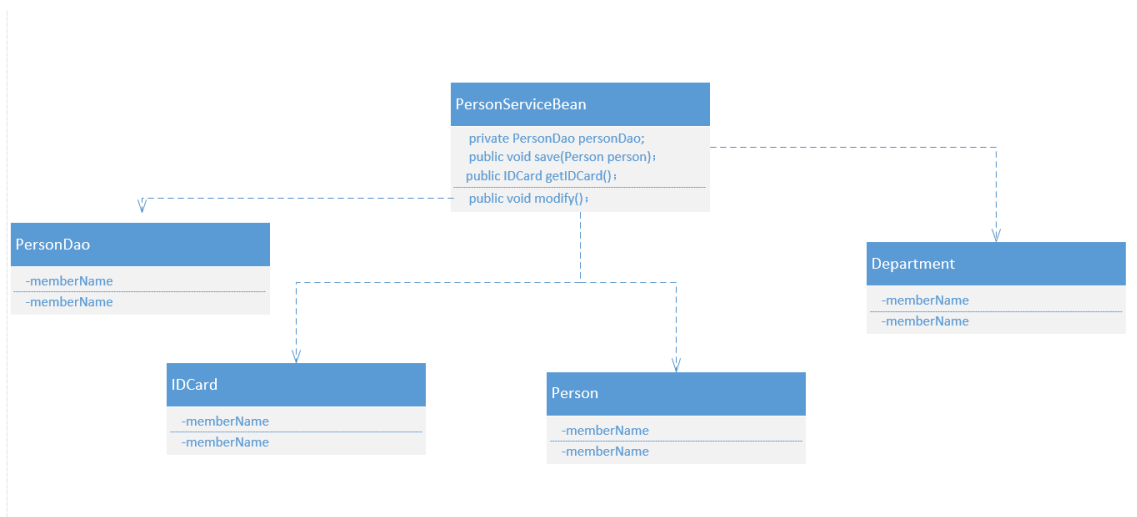 PersonServiceBean
private PersonDao personDao;
public void save(Person person);
public IDCard getIDCard();
public void modify();
PersonDao
-memberName
-memberName
Department
-memberName
-memberName
IDCard
-memberName
-memberName
Person
-memberName
-memberName